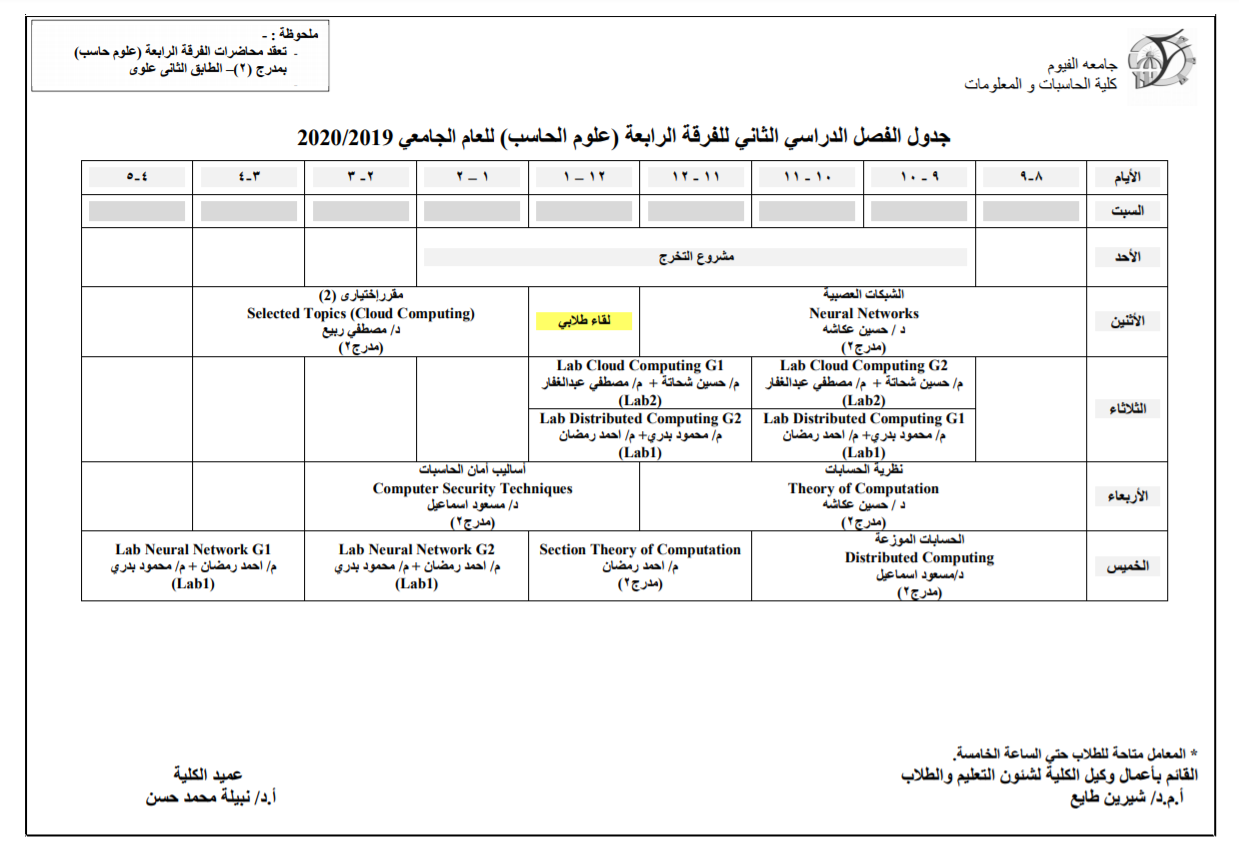 ملحوظة : -
- تعقد محاضرات الفرقة الرابعة (علوم حاسب)
بمدرج (٢)– الطابق الثانى علوى
-
جامعه الفيوم
كلية الحاسبات و المعلومات
جدول الفصل الدراسي الثاني للفرقة الرابعة (علوم الحاسب) للعام الجامعي 2020/2019
الأيام
٨-٩
٩ - ١٠
١٠ - ١١
١١ - ١٢
١٢ – ١
١ – ٢
٢- ٣
٣-٤
٤-٥
السبت
الأحد
مشروع التخرج
الأثنين
الشبكات العصبية
Neural Networks
د / حسين عكاشه
(مدرج٢)
لقاء طلابي
مقررإختيارى (2)
Selected Topics (Cloud Computing)
د/ مصطفي ربيع
(مدرج٢)
الثلاثاء
Lab Cloud Computing G2
م/ حسين شحاتة + م/ مصطفي عبدالغفار
(Lab2)
Lab Cloud Computing G1
م/ حسين شحاتة + م/ مصطفي عبدالغفار
(Lab2)
Lab Distributed Computing G1
م/ محمود بدري+ م/ احمد رمضان
(Lab1)
Lab Distributed Computing G2
م/ محمود بدري+ م/ احمد رمضان
(Lab1)
الأربعاء
نظرية الحسابات
Theory of Computation
د / حسين عكاشه
(مدرج٢)
أساليب أمان الحاسبات
Computer Security Techniques
د/ مسعود اسماعيل
(مدرج٢)
الخميس
الحسابات الموزعة
Distributed Computing
د/مسعود اسماعيل
(مدرج٢)
Section Theory of Computation
م/ احمد رمضان
(مدرج٢)
Lab Neural Network G2
م/ احمد رمضان + م/ محمود بدري
(Lab1)
Lab Neural Network G1
م/ احمد رمضان + م/ محمود بدري
(Lab1)
* المعامل متاحة للطلاب حتي الساعة الخامسة.
القائم بأعمال وكيل الكلية لشئون التعليم والطلاب
أ.م.د/ شيرين طايع
عميد الكلية
أ.د/ نبيلة محمد حسن